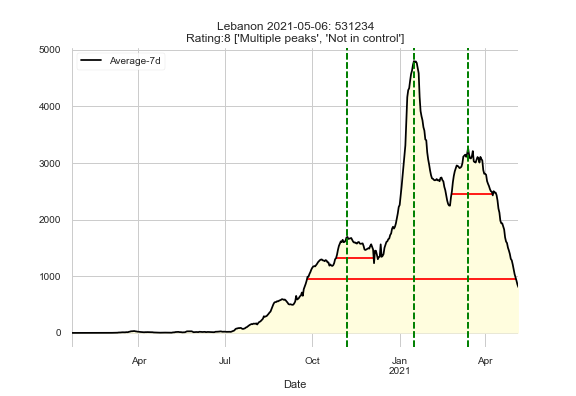 Lebanon 2021-05-06: 531234
Rating:8 ['Multiple peaks', 'Not in control']
Average-7d
5000
4000
3000
2000
1000
0
Apr
Jul
Oct
Jan
2021
Apr
Date